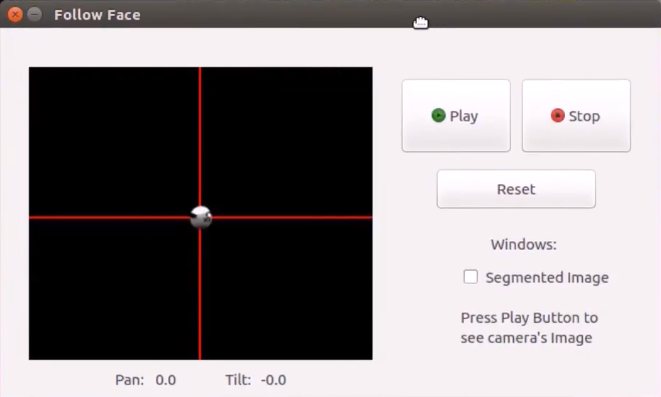 Follow Face
Play
Stop
Reset
Windows:
Segmented Image
Press Play Button to
see camera's Image
Pan: 0.0 Tilt: -0.0